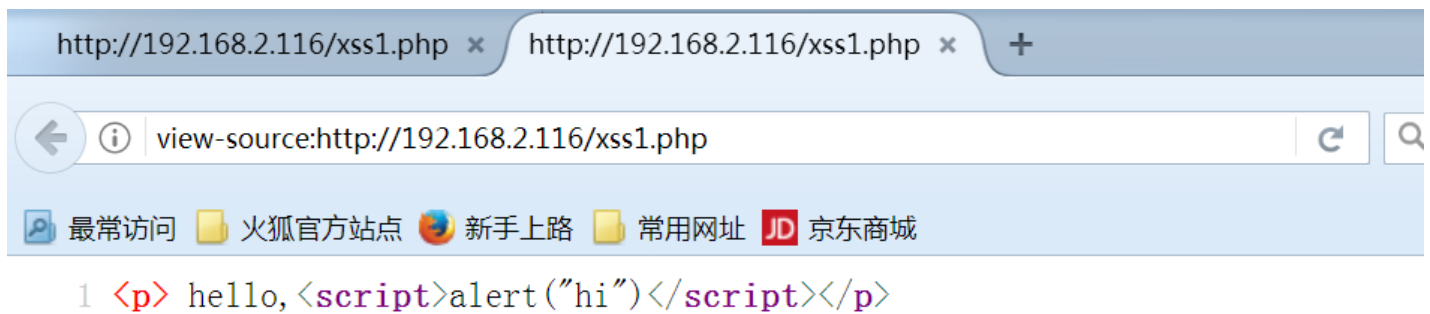 http://192.168.2.116/xss1.php × http://192.168.2.116/xss1.php × +
view-source:http://192.168.2.116/xss1.php
最常访问 火狐官方站点 新手上路 常用网址 JD 京东商城
1 <p> hello,<script>alert("hi")</script></p>